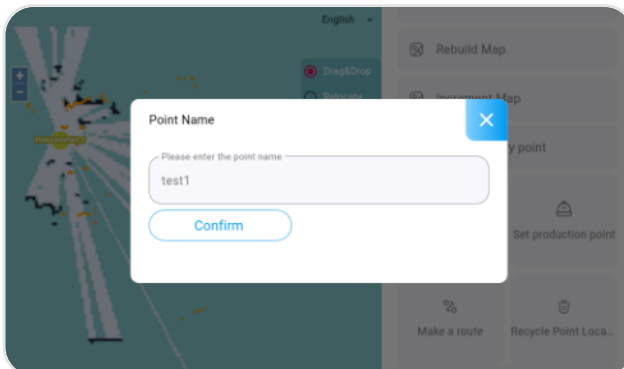 English
Drag&Drop
Relocate
Rebuild Map
Increment Map
Point Name
y point
Please enter the point name
test1
Confirm
Set production point
Make a route
Recycle Point Loca...